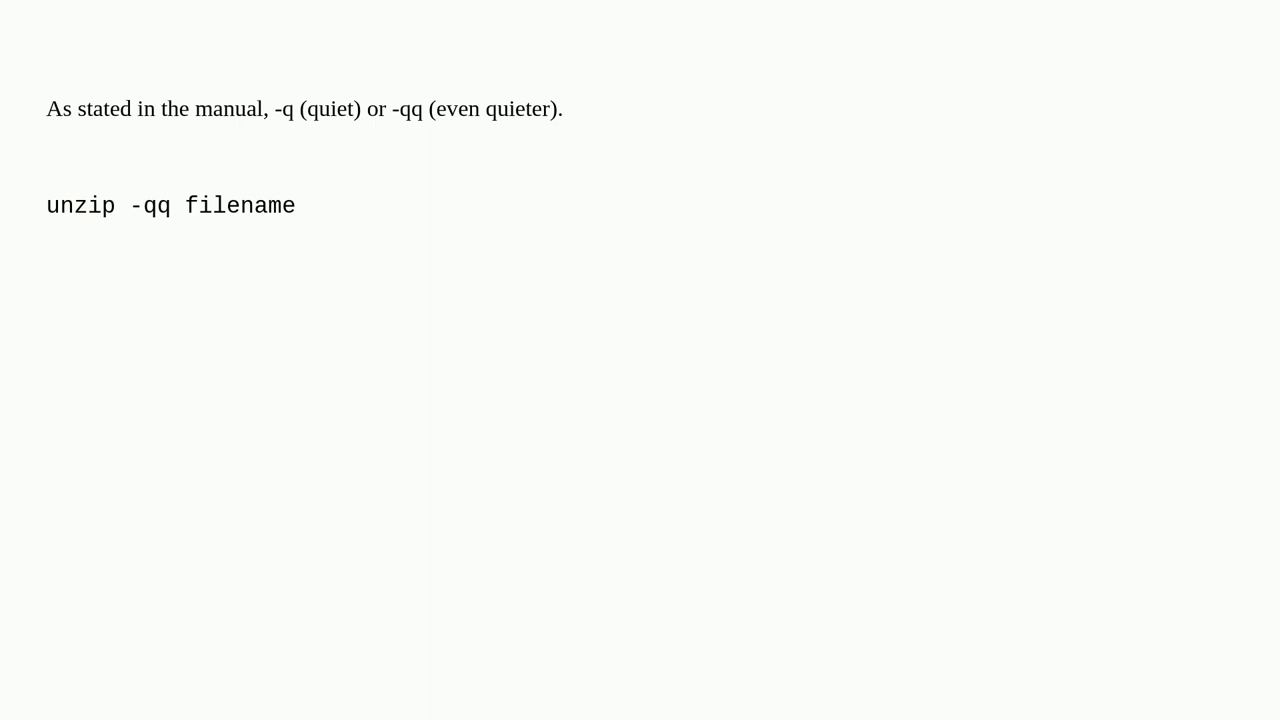 As stated in the manual, -q (quiet) or -qq (even quieter).
unzip -qq filename